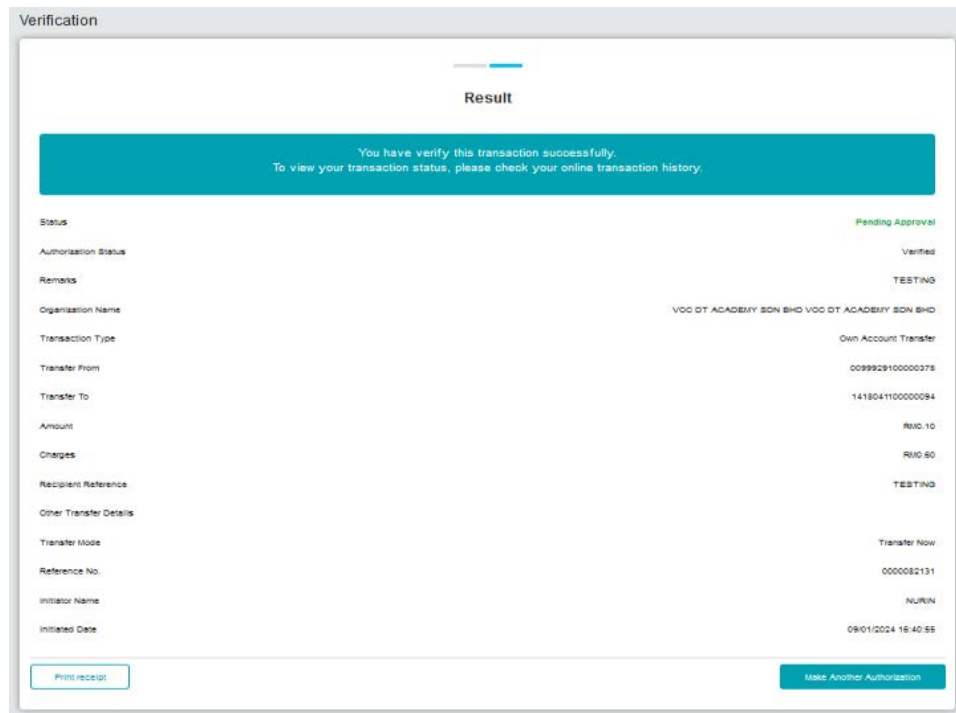 Verification
Result
You have verify this transaction successfully.
To view your transaction status, please check your online transaction history.
Status Pending Approval
Authorization Status Verified
Remarks TESTING
Organization Name VOC DT ACADEMY SDN BHD VOC DT ACADEMY SDN BHD
Transaction Type Own Account Transfer
Transfer From 0099929100000375
Transfer To 1418041100000094
Amount RM0.10
Charges RM0.60
Recipient Reference TESTING
Other Transfer Details
Transfer Mode Transfer Now
Reference No. 0000082131
Initiator Name NURIN
Initiated Date 09/01/2024 16:40:55
Print receipt Make Another Authorization